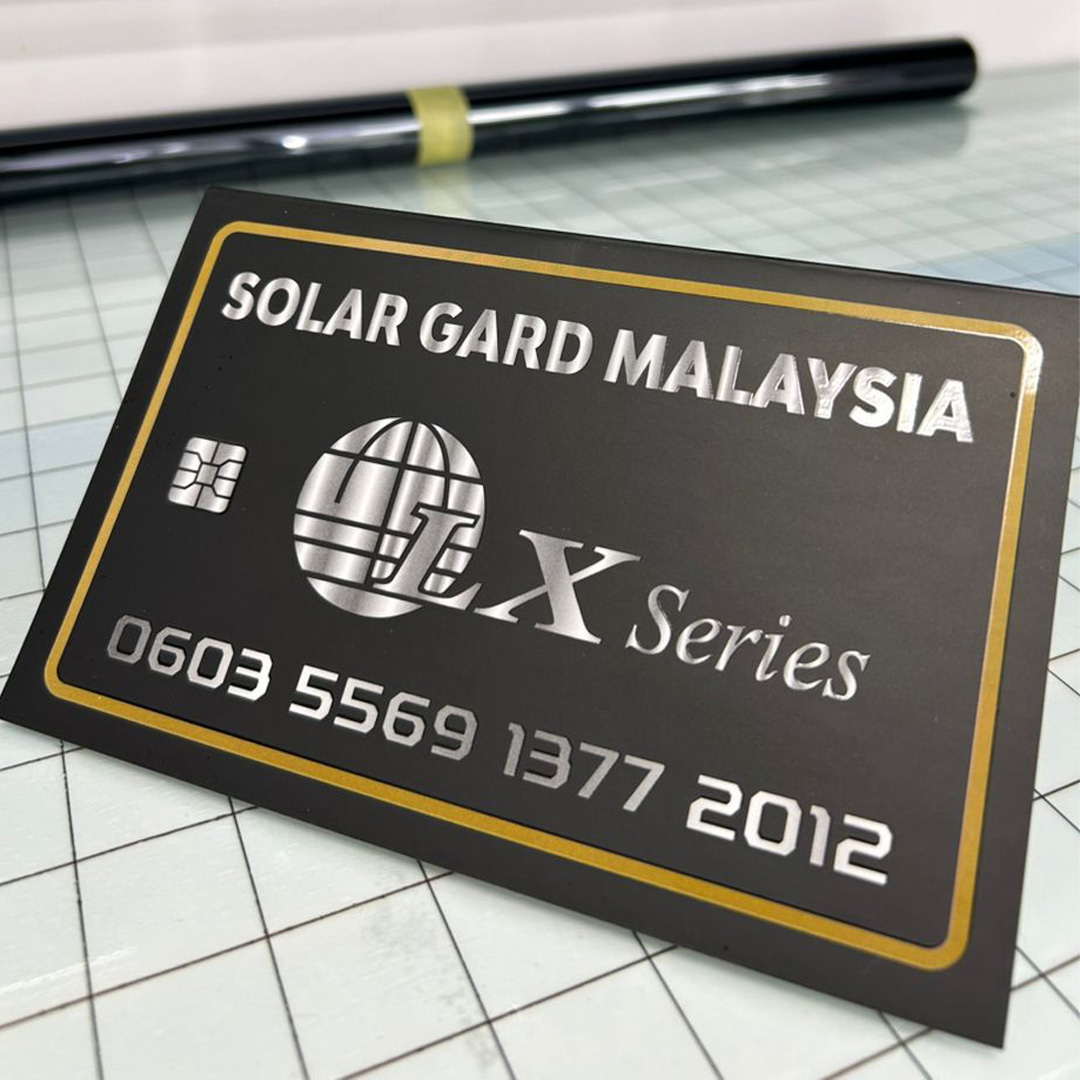 SOLAR GARD MALAYSIA
LX Series
0603 5569 1377 2012